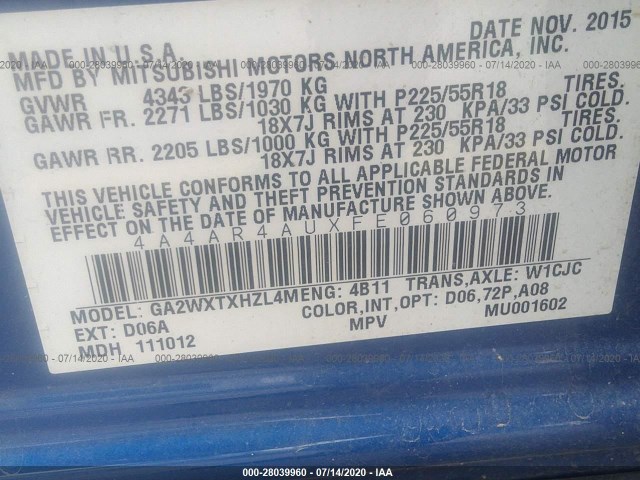 MADE IN U.S.A. DATE NOV. 2015
MFD BY MITSUBISHI MOTORS NORTH AMERICA, INC.
GVWR 4343 LBS/1970 KG
GAWR FR. 2271 LBS/1030 KG WITH P225/55R18 TIRES.
18X7J RIMS AT 230 KPA/33 PSI COLD.
GAWR RR. 2205 LBS/1000 KG WITH P225/55R18 TIRES.
18X7J RIMS AT 230 KPA/33 PSI COLD.
THIS VEHICLE CONFORMS TO ALL APPLICABLE FEDERAL MOTOR
VEHICLE SAFETY AND THEFT PREVENTION STANDARDS IN
EFFECT ON THE DATE OF MANUFACTURE SHOWN ABOVE.
4A4AR4AUXFE060973
MODEL: GA2WXTXHZL4MENG: 4B11 TRANS,AXLE: W1CJC
EXT: D06A COLOR,INT,OPT: D06,72P,A08
MDH 111012 MPV MU001602
000-28039960 - 07/14/2020 - IAA